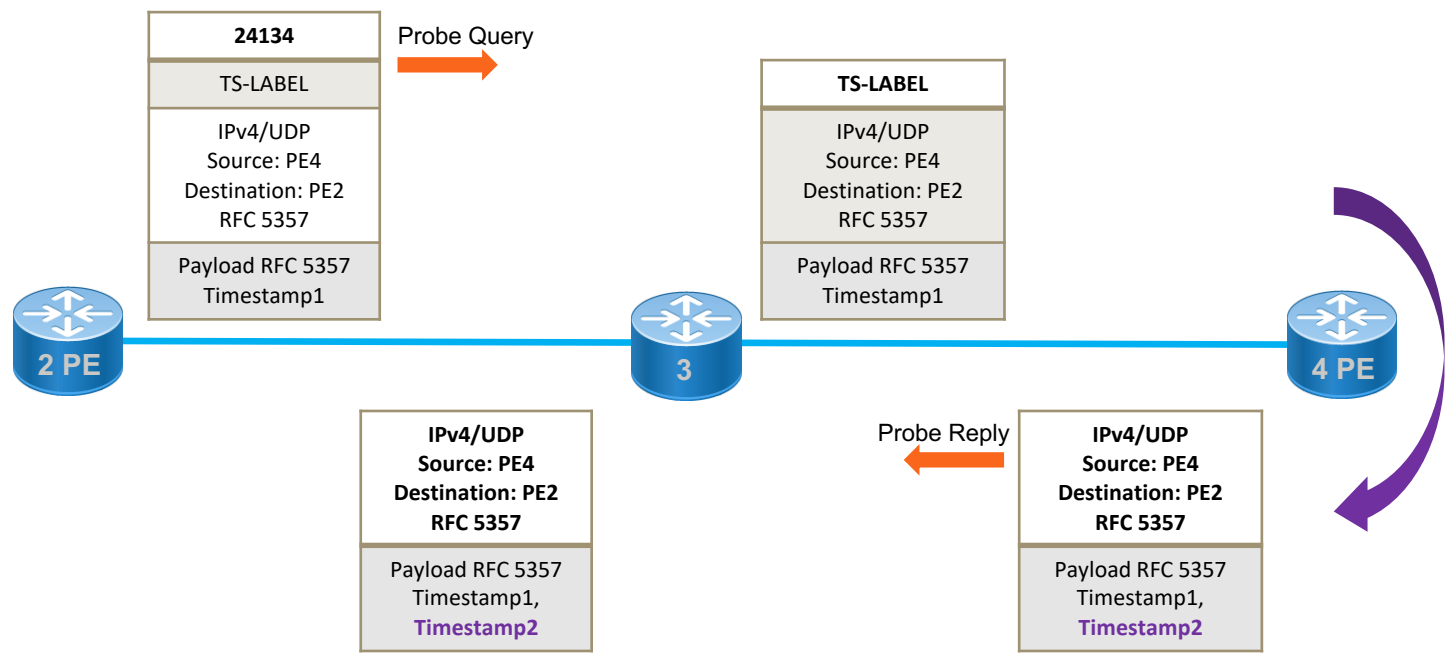 24134
TS-LABEL
IPv4/UDP
Source: PE4
Destination: PE2
RFC 5357
Payload RFC 5357
Timestamp1
Probe Query
TS-LABEL
IPv4/UDP
Source: PE4
Destination: PE2
RFC 5357
Payload RFC 5357
Timestamp1
2 PE
3
4 PE
IPv4/UDP
Source: PE4
Destination: PE2
RFC 5357
Payload RFC 5357
Timestamp1,
Timestamp2
Probe Reply
IPv4/UDP
Source: PE4
Destination: PE2
RFC 5357
Payload RFC 5357
Timestamp1,
Timestamp2